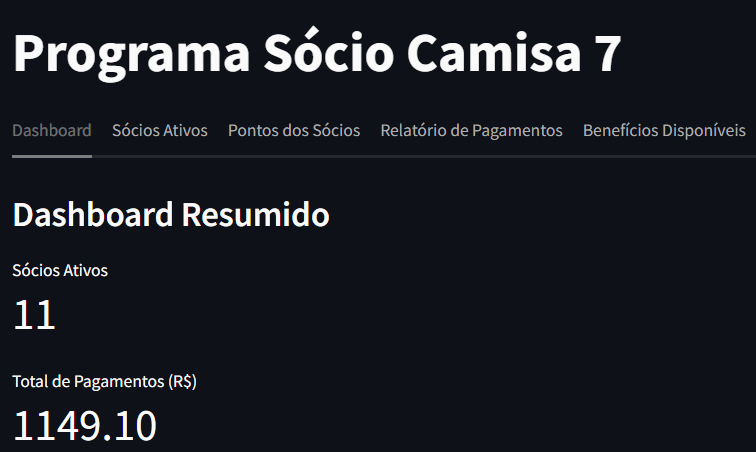 Programa Sócio Camisa 7
Dashboard Sócios Ativos Pontos dos Sócios Relatório de Pagamentos Benefícios Disponíveis
Dashboard Resumido
Sócios Ativos
11
Total de Pagamentos (R$)
1149.10